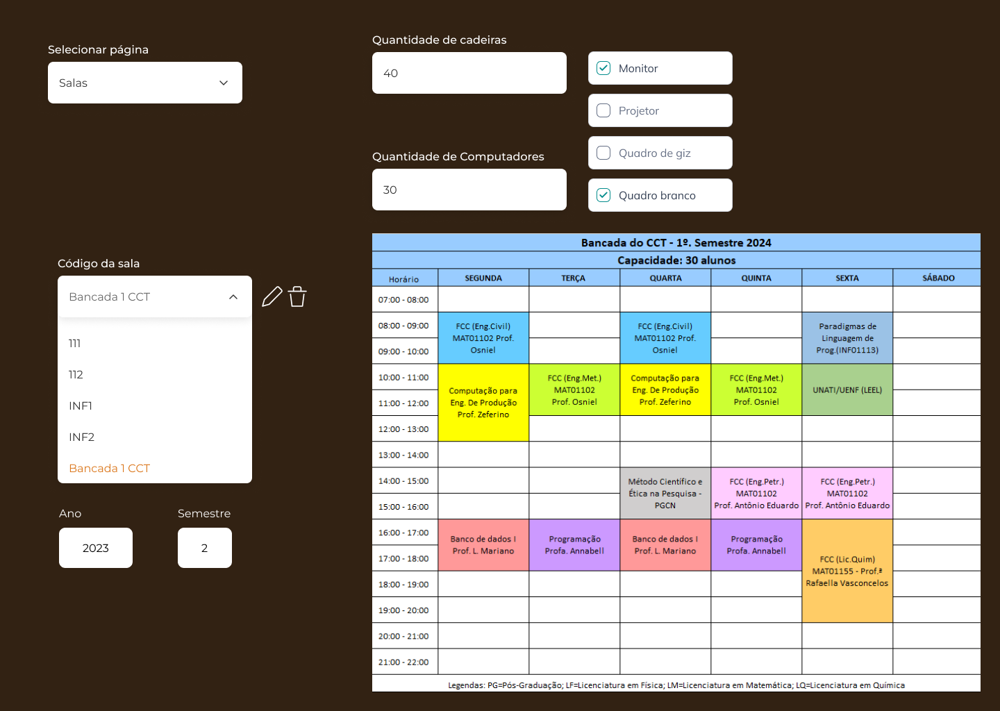 Selecionar página
Salas
Quantidade de cadeiras
40
Quantidade de Computadores
30
Monitor
Projetor
Quadro de giz
Quadro branco
Código da sala
Bancada 1 CCT
111
112
INF1
INF2
Bancada 1 CCT
Ano
Semestre
2023
2
Bancada do CCT - 1º. Semestre 2024
Capacidade: 30 alunos
Horário SEGUNDA TERÇA QUARTA QUINTA SEXTA SÁBADO
07:00 - 08:00
08:00 - 09:00
09:00 - 10:00
FCC (Eng.Civil)
MAT01102 Prof.
Osniel
FCC (Eng.Civil)
MAT01102 Prof.
Osniel
Paradigmas de
Linguagem de
Prog.(INF01113)
10:00 - 11:00
11:00 - 12:00
12:00 - 13:00
Computação para
Eng. De Produção
Prof. Zeferino
FCC (Eng.Met.)
MAT01102
Prof. Osniel
Computação para
Eng. De Produção
Prof. Zeferino
FCC (Eng.Met.)
MAT01102
Prof. Osniel
UNATI/UENF (LEEL)
13:00 - 14:00
14:00 - 15:00
15:00 - 16:00
Método Científico e
Ética na Pesquisa -
PGCN
FCC (Eng.Petr.)
MAT01102
Prof. Antônio Eduardo
FCC (Eng.Petr.)
MAT01102
Prof. Antônio Eduardo
16:00 - 17:00
17:00 - 18:00
Banco de dados I
Prof. L. Mariano
Programação
Profa. Annabell
Banco de dados I
Prof. L. Mariano
Programação
Profa. Annabell
FCC (Lic.Quim)
MAT01155 - Prof.ª
Rafaella Vasconcelos
18:00 - 19:00
19:00 - 20:00
20:00 - 21:00
21:00 - 22:00
Legendas: PG=Pós-Graduação; LF=Licenciatura em Física; LM=Licenciatura em Matemática; LQ=Licenciatura em Química